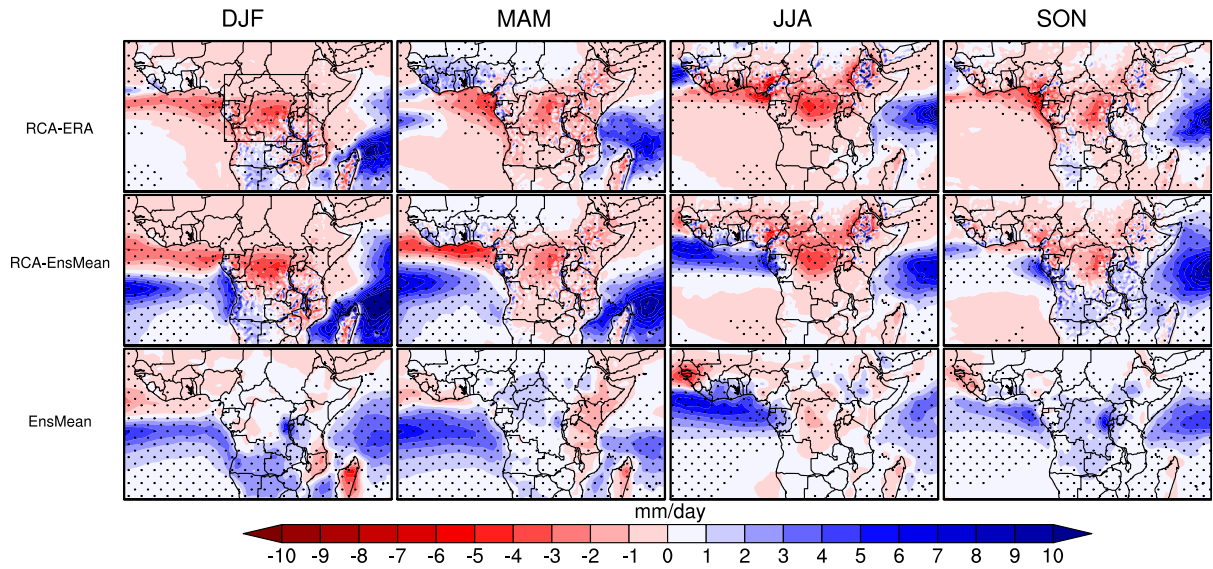 DJF MAM JJA SON
RCA-ERA
RCA-EnsMean
EnsMean
mm/day
-10 -9 -8 -7 -6 -5 -4 -3 -2 -1 0 1 2 3 4 5 6 7 8 9 10